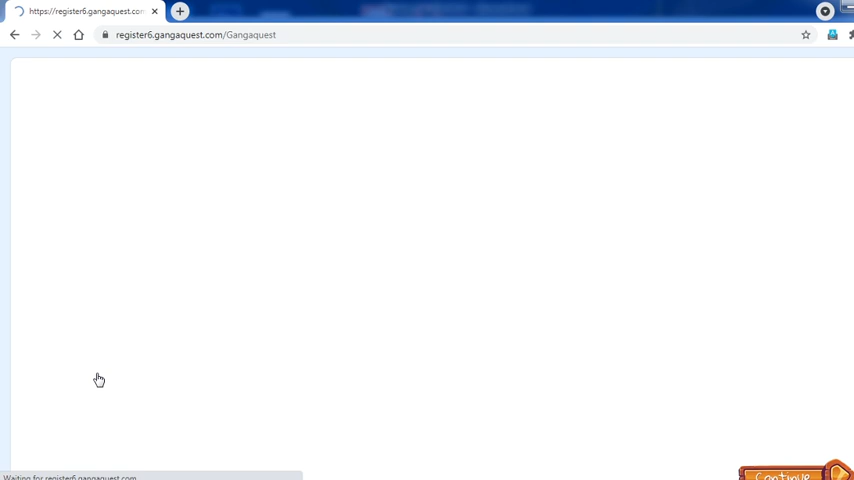 https://register6.gangaquest.com
register6.gangaquest.com/Gangaquest
Continue
Waiting for register6.gangaquest.com